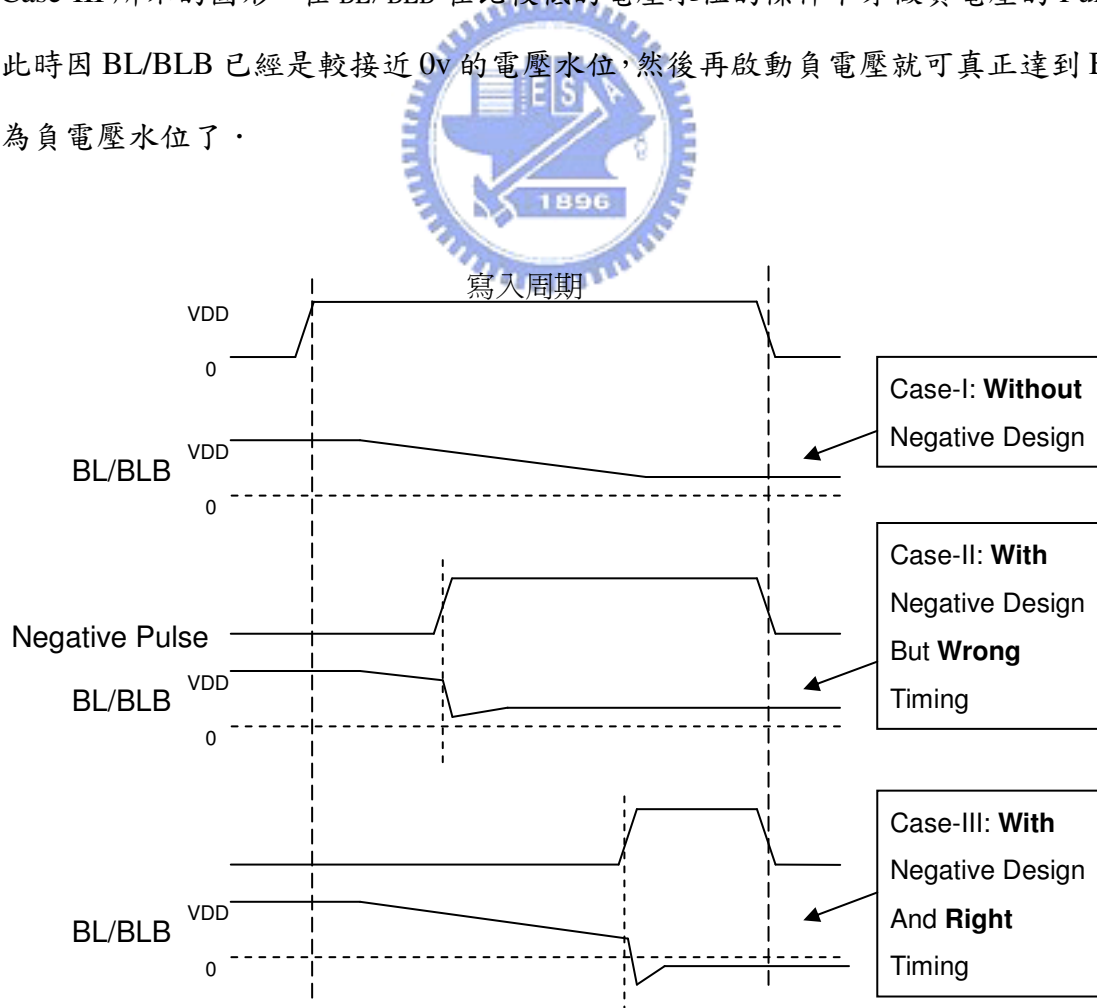 此時因 BL/BLB 已經是較接近 0v 的電壓水位，然後再啟動負電壓就可真正達到
為負電壓水位了．
ES A
1896
寫入周期
VDD
0
Case-I: Without
Negative Design
BL/BLB
VDD
0
Case-II: With
Negative Design
But Wrong
Timing
Negative Pulse
BL/BLB
VDD
0
Case-III: With
Negative Design
And Right
Timing
BL/BLB
VDD
0